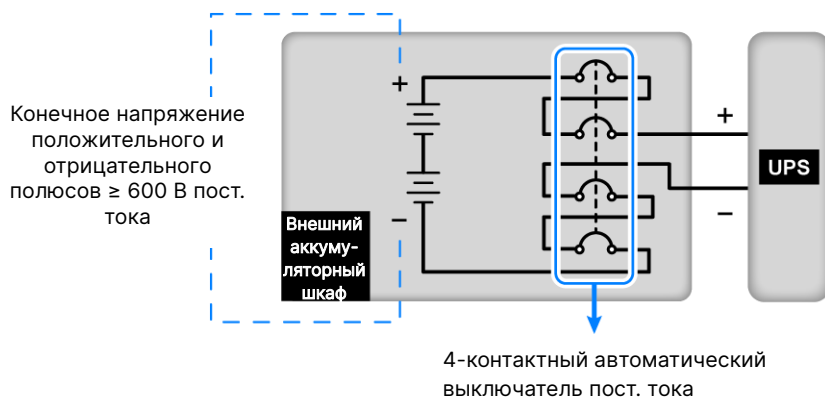 Конечное напряжение
положительного и
отрицательного
полюсов ≥ 600 В пост.
тока
+
−
Внешний
аккуму-
ляторный
шкаф
+
−
UPS
4-контактный автоматический
выключатель пост. тока